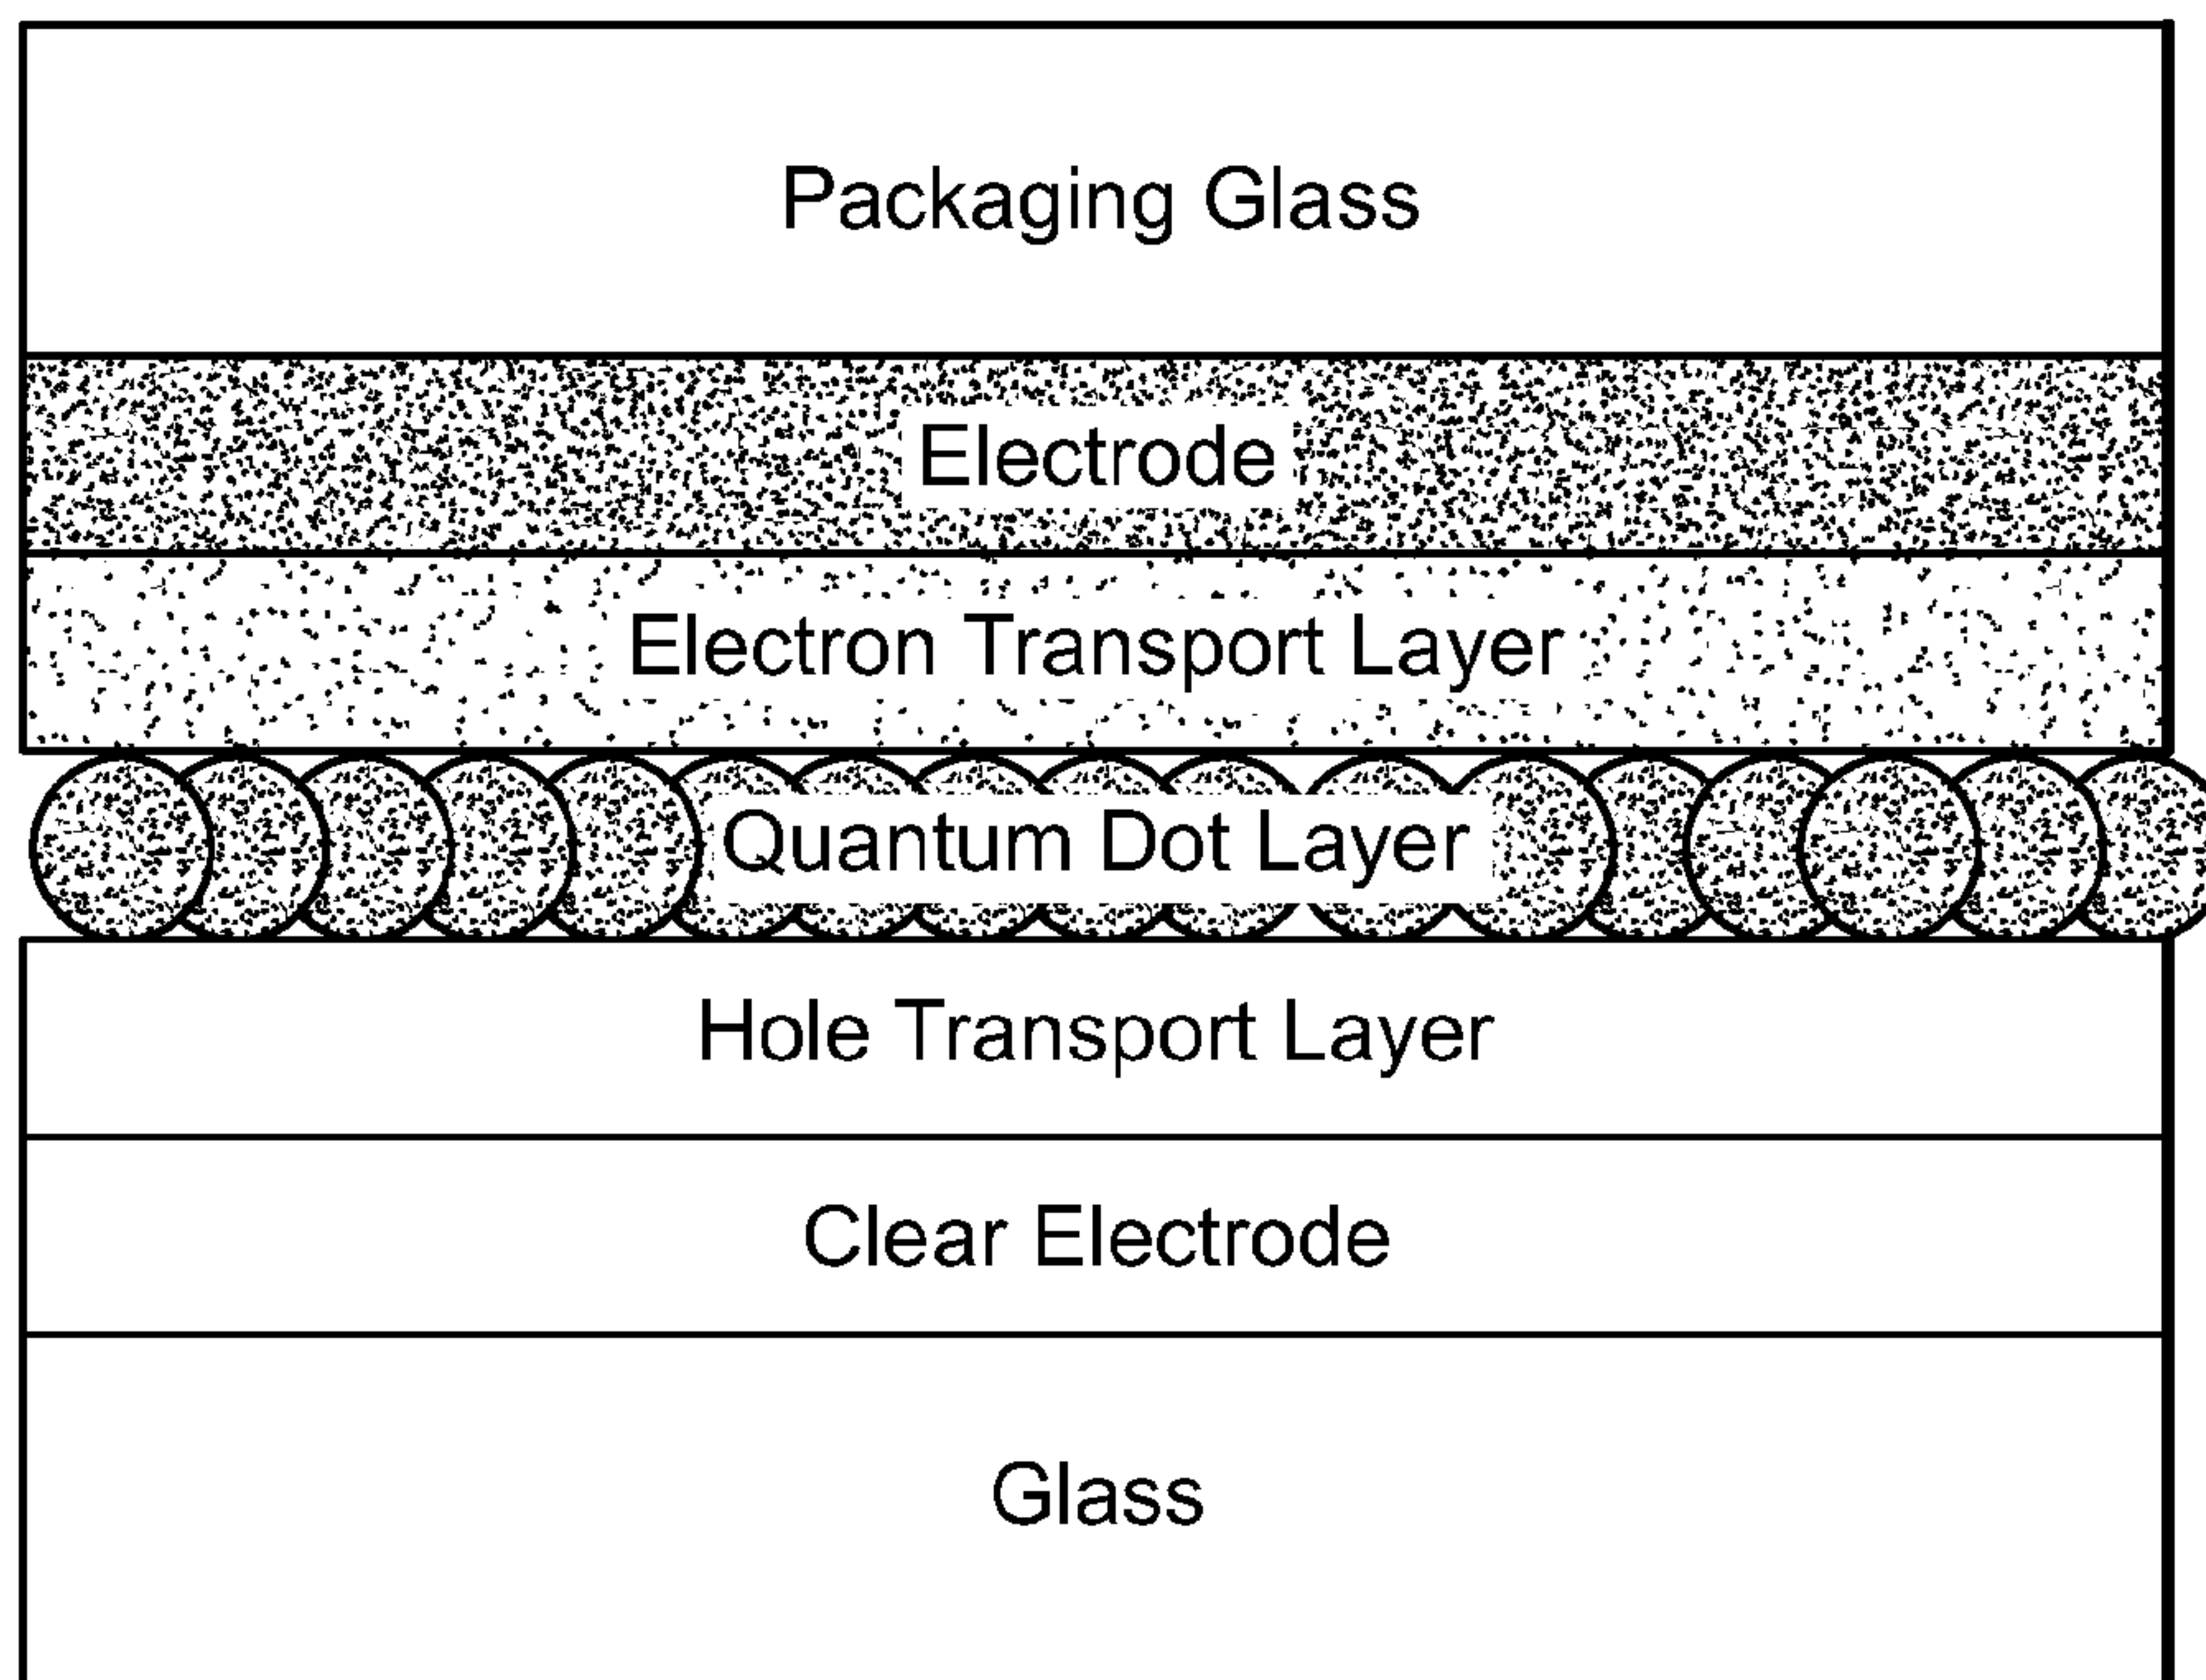 Packaging Glass
Electrode
Electron Transport Layer
Quantum Dot Layer
Hole Transport Layer
Clear Electrode
Glass